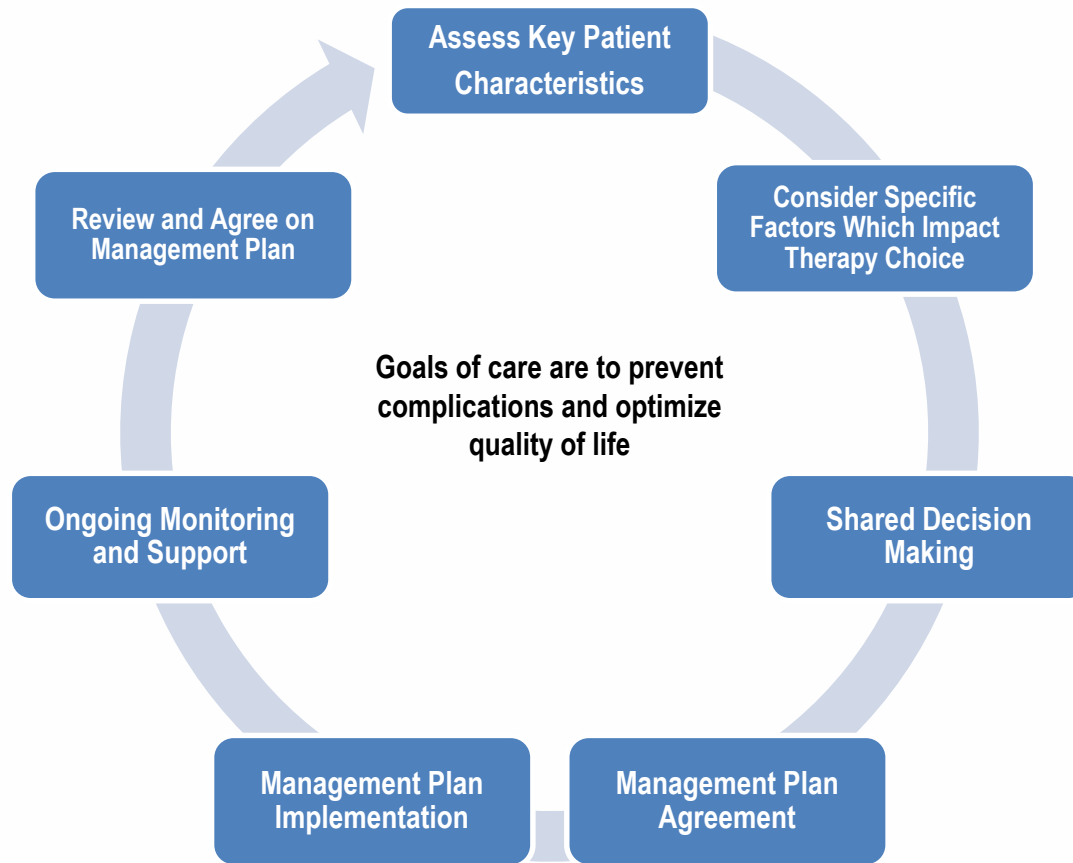 Assess Key Patient
Characteristics
Consider Specific
Factors Which Impact
Therapy Choice
Shared Decision
Making
Management Plan
Agreement
Management Plan
Implementation
Ongoing Monitoring
and Support
Review and Agree on
Management Plan
Goals of care are to prevent
complications and optimize
quality of life